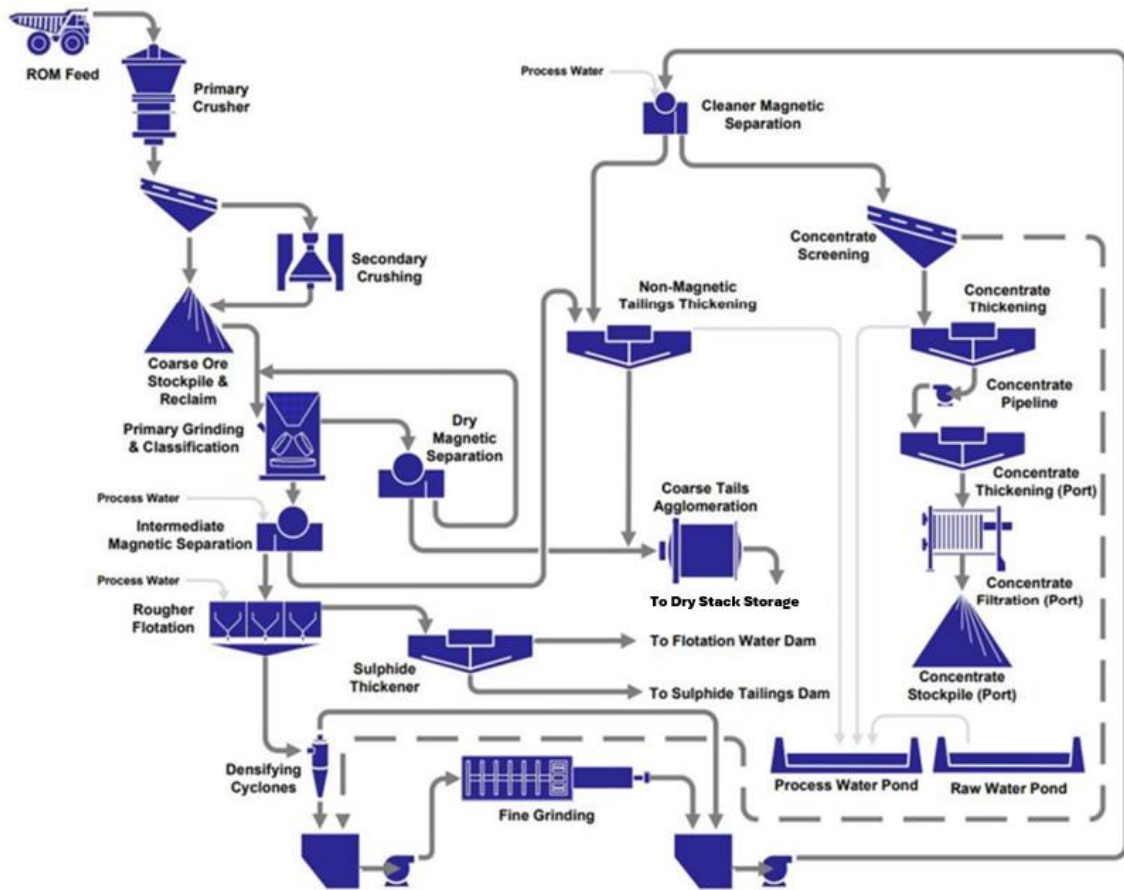 ROM Feed
Primary
Crusher
Process Water
Cleaner Magnetic
Separation
Secondary
Crushing
Concentrate
Screening
Non-Magnetic
Tailings Thickening
Concentrate
Thickening
Coarse Ore
Stockpile &
Reclaim
Concentrate
Pipeline
Primary Grinding
& Classification
Dry
Magnetic
Separation
Concentrate
Thickening (Port)
Process Water
Intermediate
Magnetic Separation
Coarse Tails
Agglomeration
Process Water
Rougher
Flotation
To Dry Stack Storage
Concentrate
Filtration (Port)
To Flotation Water Dam
Sulphide
Thickener
To Sulphide Tailings Dam
Concentrate
Stockpile (Port)
Densifying
Cyclones
Fine Grinding
Process Water Pond
Raw Water Pond